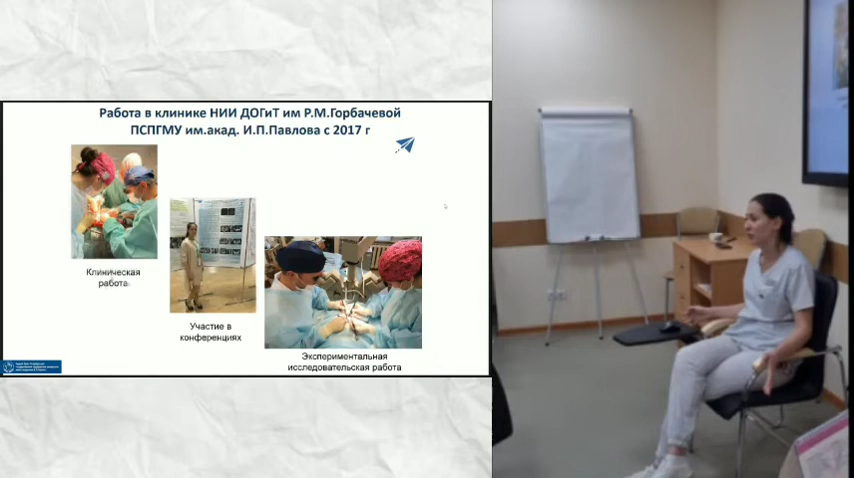 Работа в клинике НИИ ДОГиТ им Р.М.Горбачевой
ПСПГМУ им.акад. И.П.Павлова с 2017 г
Клиническая
работа
Участие в
конференциях
Экспериментальная
исследовательская работа